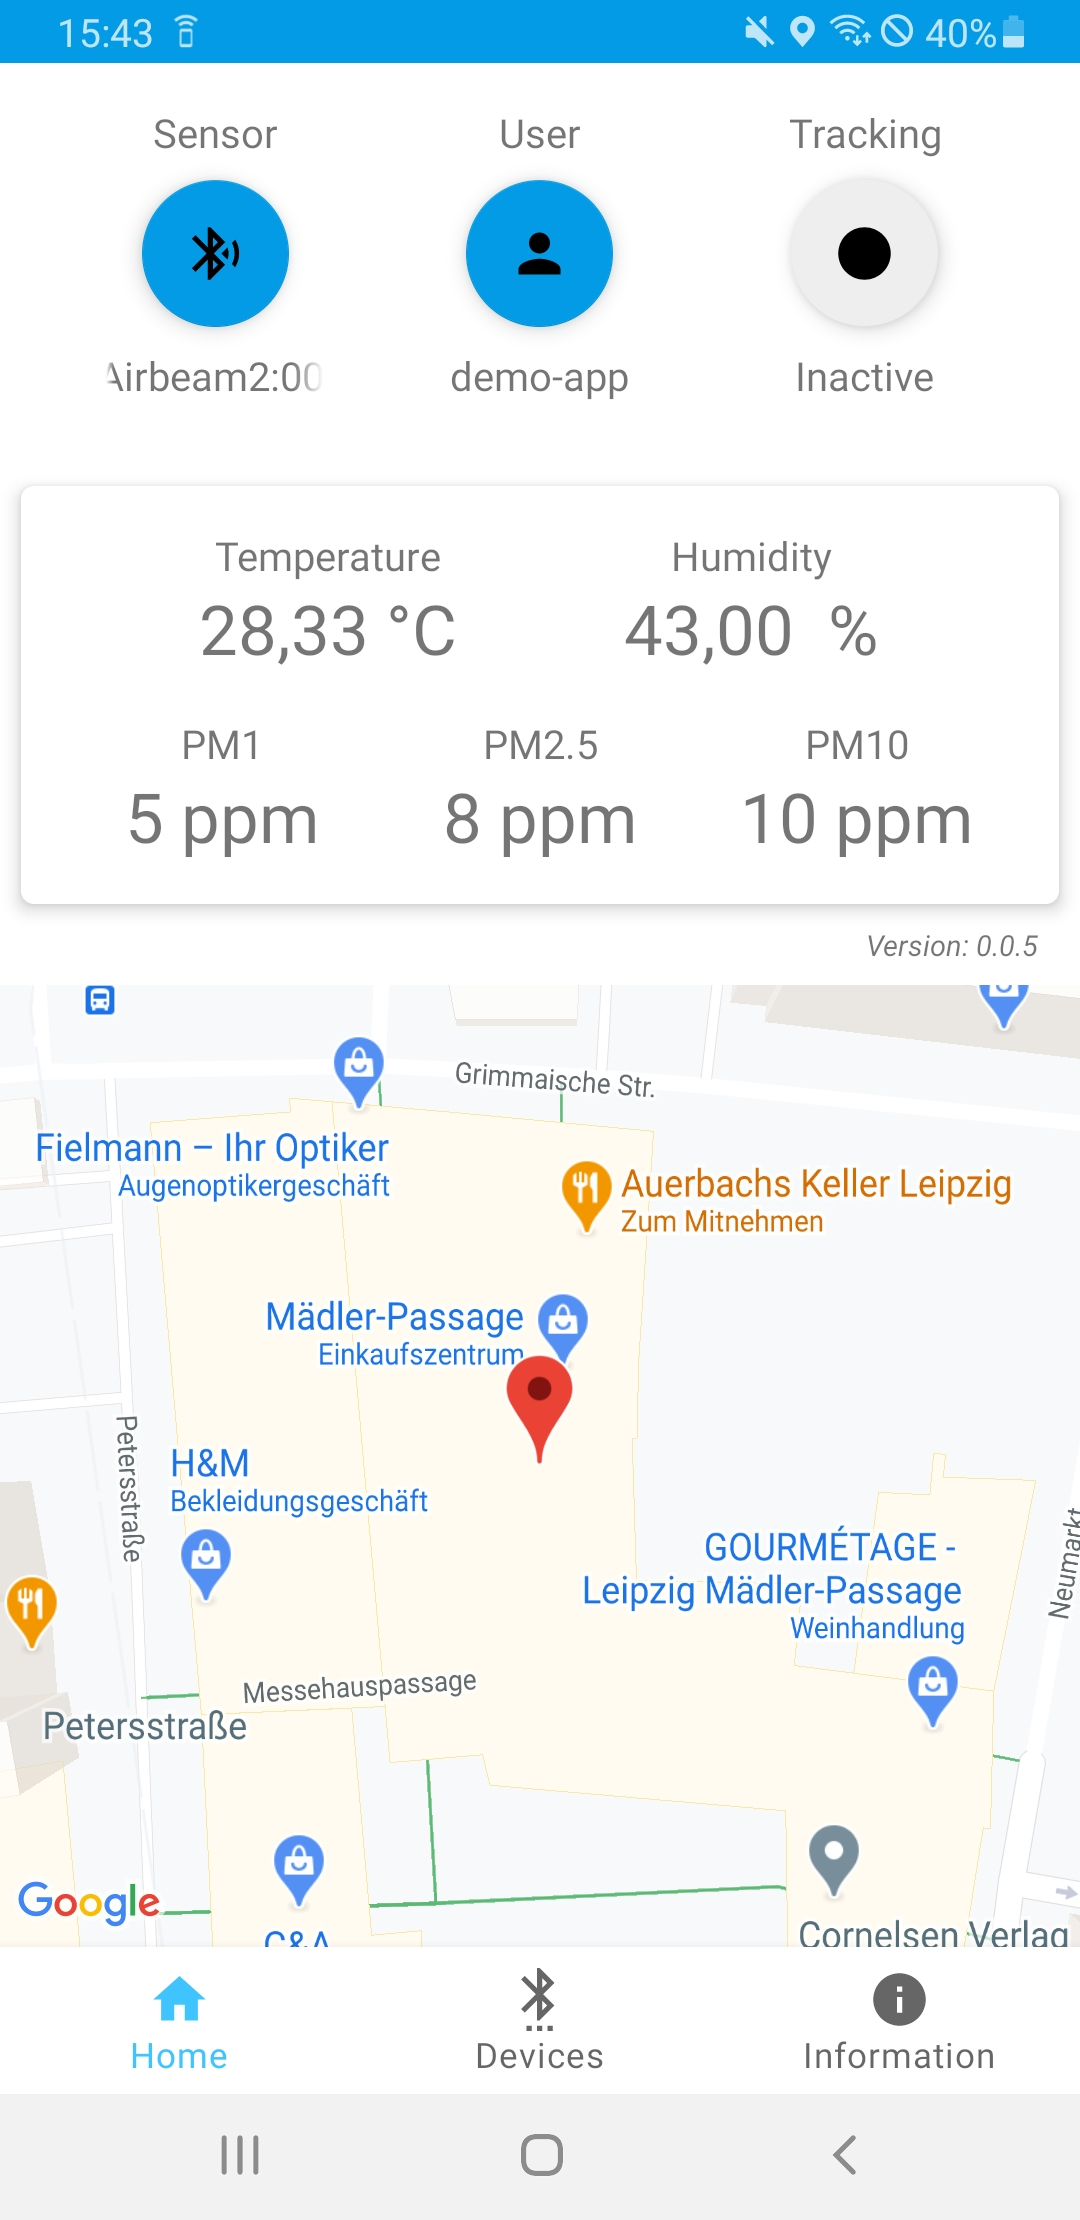 15:43 40%
Sensor User Tracking
Airbeam2:00 demo-app Inactive
Temperature Humidity
28,33 °C 43,00 %
PM1 PM2.5 PM10
5 ppm 8 ppm 10 ppm
Version: 0.0.5
Grimmaische Str.
Fielmann – Ihr Optiker
Augenoptikergeschäft
Auerbachs Keller Leipzig
Zum Mitnehmen
Mädler-Passage
Einkaufszentrum
Petersstraße
H&M
Bekleidungsgeschäft
GOURMÉTAGE -
Leipzig Mädler-Passage
Weinhandlung
Neumarkt
Messehauspassage
Petersstraße
Google
C&A
Cornelsen Verlag
Home Devices Information